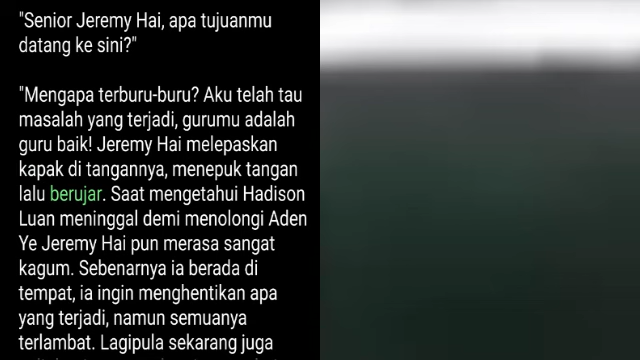 "Senior Jeremy Hai, apa tujuanmu
datang ke sini?"
"Mengapa terburu-buru? Aku telah tau
masalah yang terjadi, gurumu adalah
guru baik! Jeremy Hai melepaskan
kapak di tangannya, menepuk tangan
lalu berujar. Saat mengetahui Hadison
Luan meninggal demi menolongi Aden
Ye Jeremy Hai pun merasa sangat
kagum. Sebenarnya ia berada di
tempat, ia ingin menghentikan apa
yang terjadi, namun semuanya
terlambat. Lagipula sekarang juga